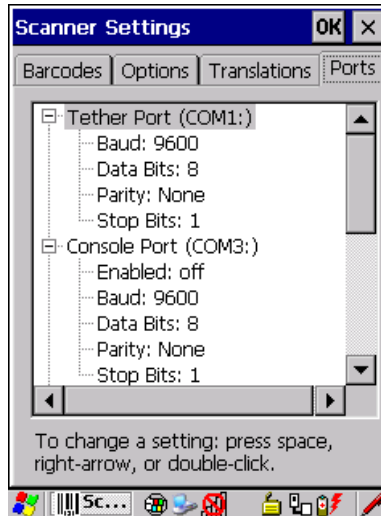 Scanner Settings OK ×
Barcodes Options Translations Ports
Tether Port (COM1:)
Baud: 9600
Data Bits: 8
Parity: None
Stop Bits: 1
Console Port (COM3:)
Enabled: off
Baud: 9600
Data Bits: 8
Parity: None
Stop Bits: 1
To change a setting: press space,
right-arrow, or double-click.
Sc...